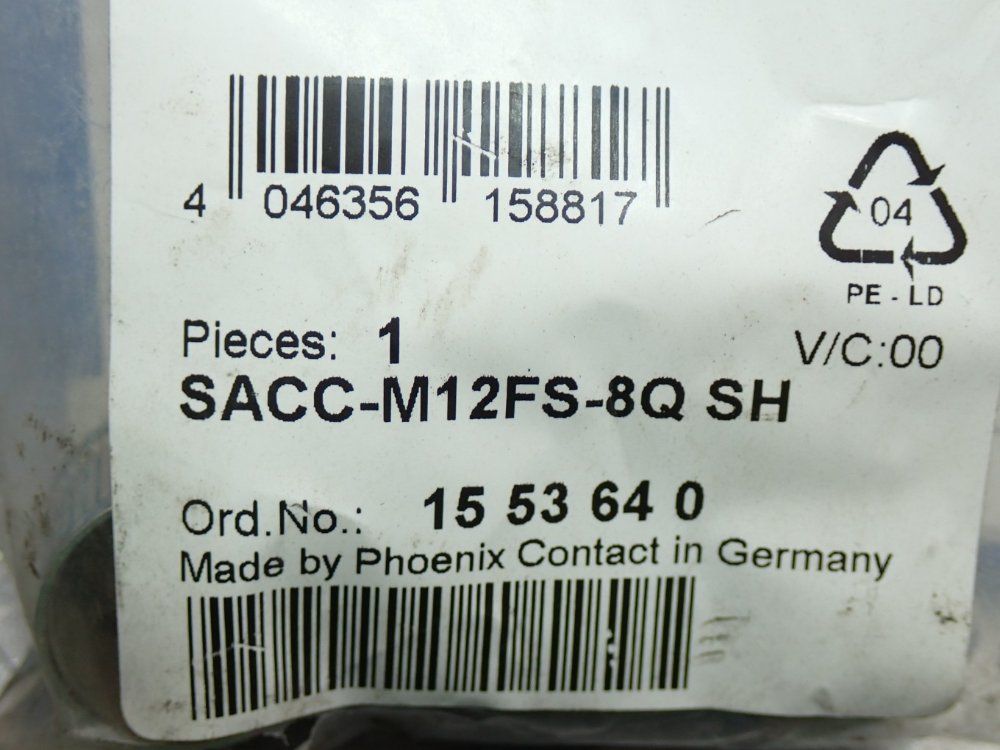 4 046356 158817
04
PE - LD
Pieces: 1
V/C:00
SACC-M12FS-8Q SH
Ord.No.: 15 53 64 0
Made by Phoenix Contact in Germany